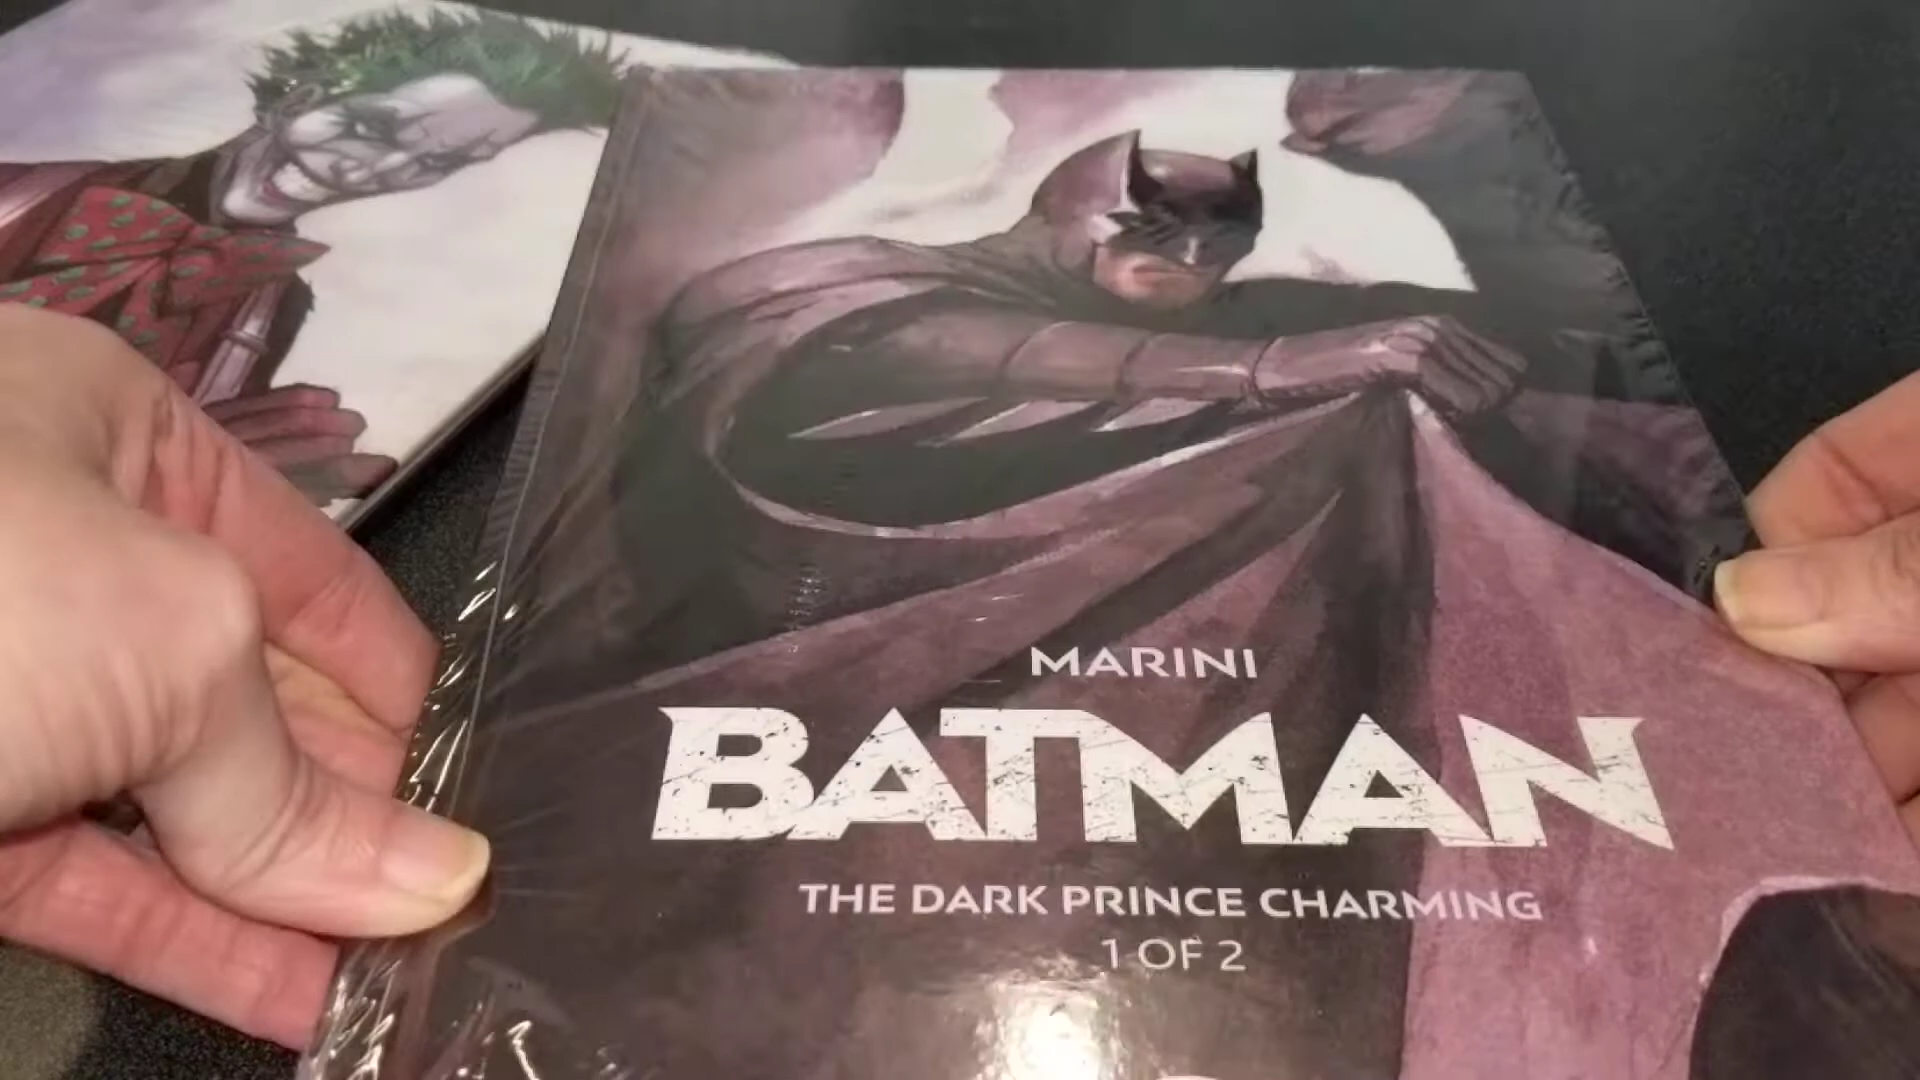 MARINI
BATMAN
THE DARK PRINCE CHARMING
1 OF 2